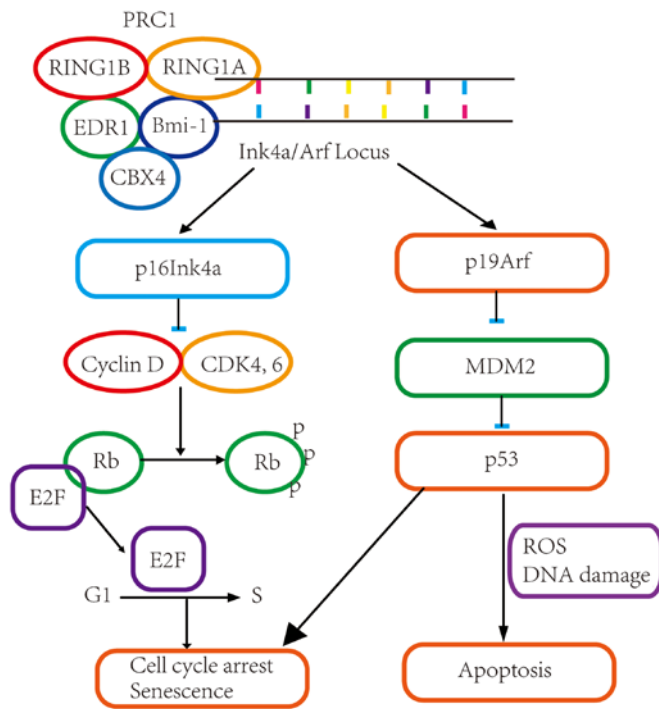 PRC1
RING1B
RING1A
EDR1
Bmi-1
CBX4
Ink4a/Arf Locus
p16Ink4a
p19Arf
Cyclin D
CDK4, 6
MDM2
Rb
Rb
p
p
p
p53
E2F
E2F
ROS
DNA damage
G1
S
Cell cycle arrest
Senescence
Apoptosis